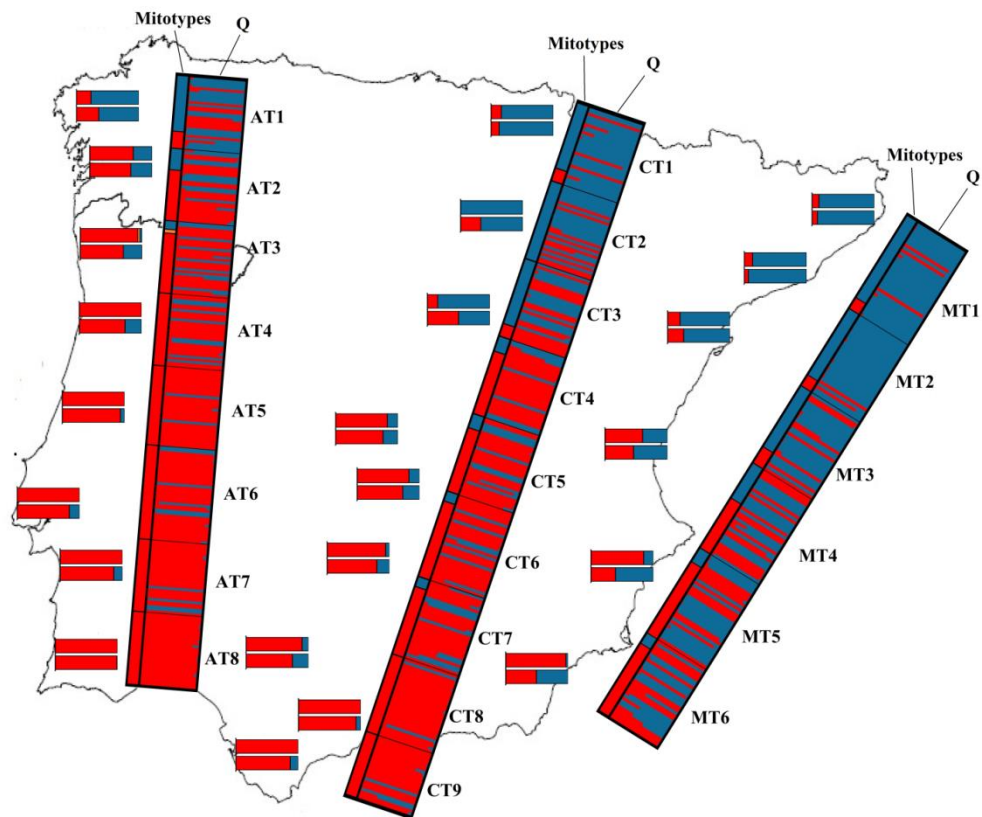 Mitotypes
Q
AT1
AT2
AT3
AT4
AT5
AT6
AT7
AT8
Mitotypes
Q
CT1
CT2
CT3
CT4
CT5
CT6
CT7
CT8
CT9
Mitotypes
Q
MT1
MT2
MT3
MT4
MT5
MT6